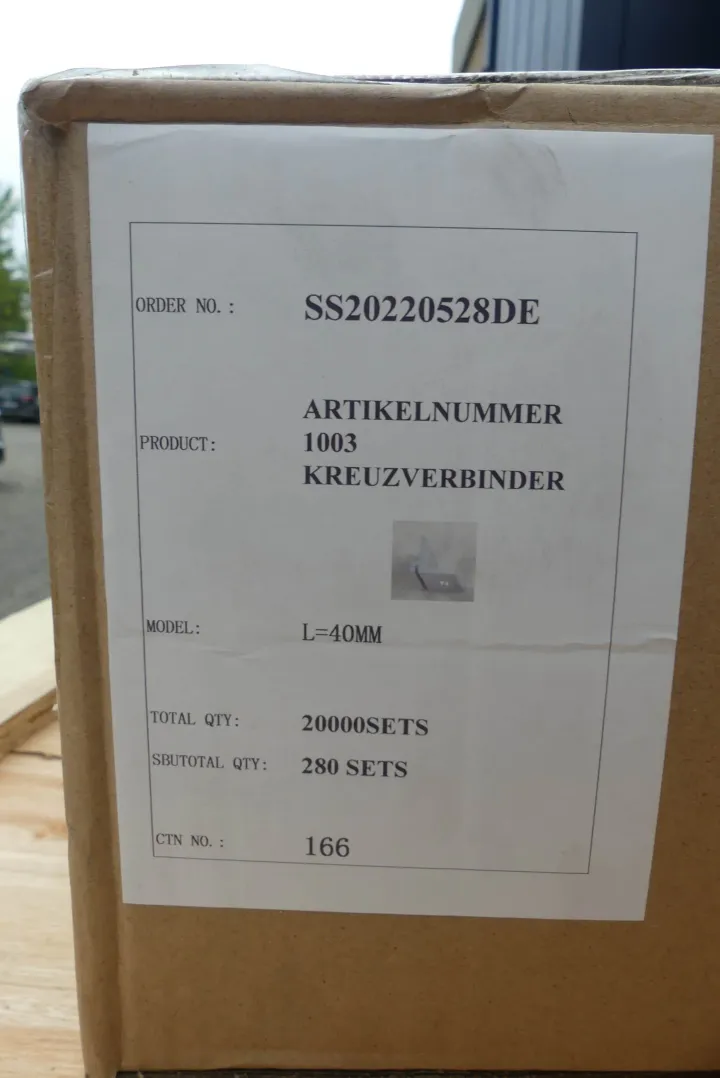 ORDER NO.: SS20220528DE
ARTIKELNUMMER
PRODUCT: 1003
KREUZVERBINDER
MODEL: L=40MM
TOTAL QTY: 20000SETS
SBUTOTAL QTY: 280 SETS
CTN NO.: 166